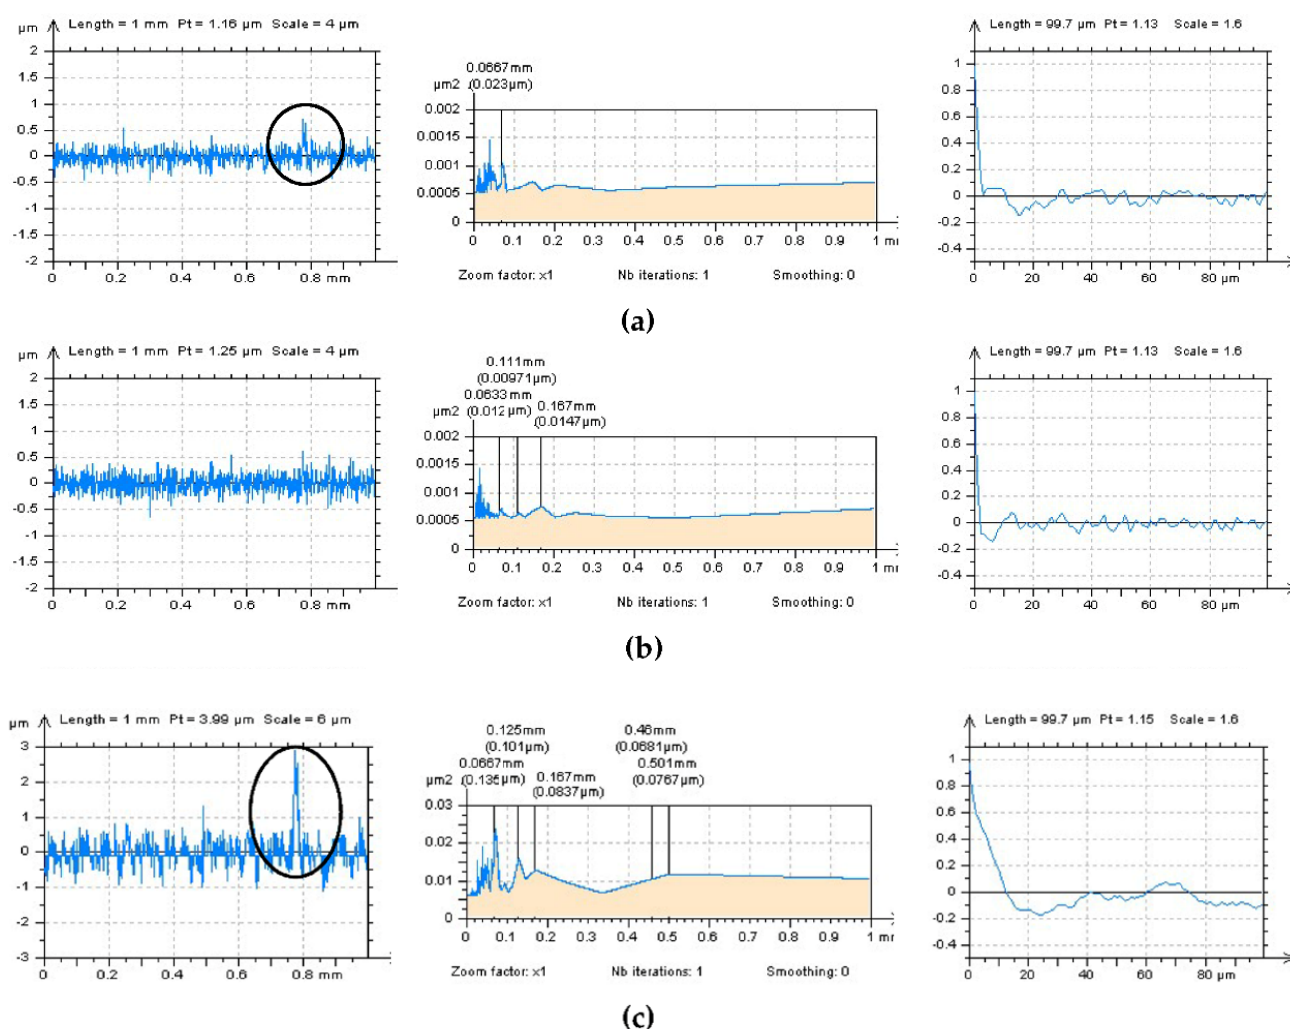 µm Length = 1 mm Pt = 1.16 µm Scale = 4 µm
2
1.5
1
0.5
0
-0.5
-1
-1.5
-2
0 0.2 0.4 0.6 0.8 mm
0.0667mm
µm2 (0.023µm)
0.002
0.0015
0.001
0.0005
0
0 0.1 0.2 0.3 0.4 0.5 0.6 0.7 0.8 0.9 1 mm
Zoom factor: x1 Nb iterations: 1 Smoothing: 0
Length = 99.7 µm Pt = 1.13 Scale = 1.6
1
0.8
0.6
0.4
0.2
0
-0.2
-0.4
0 20 40 60 80 µm
(a)
µm Length = 1 mm Pt = 1.25 µm Scale = 4 µm
2
1.5
1
0.5
0
-0.5
-1
-1.5
-2
0 0.2 0.4 0.6 0.8 mm
0.111mm
(0.00971µm)
0.0633mm 0.167mm
µm2 (0.012µm) (0.0147µm)
0.002
0.0015
0.001
0.0005
0
0 0.1 0.2 0.3 0.4 0.5 0.6 0.7 0.8 0.9 1 mm
Zoom factor: x1 Nb iterations: 1 Smoothing: 0
Length = 99.7 µm Pt = 1.13 Scale = 1.6
1
0.8
0.6
0.4
0.2
0
-0.2
-0.4
0 20 40 60 80 µm
(b)
µm Length = 1 mm Pt = 3.99 µm Scale = 6 µm
3
2
1
0
-1
-2
-3
0 0.2 0.4 0.6 0.8 mm
0.125mm 0.46mm
(0.101µm) (0.0681µm)
0.0667mm 0.167mm 0.501mm
µm2 (0.135µm) (0.0837µm) (0.0767µm)
0.03
0.02
0.01
0
0 0.1 0.2 0.3 0.4 0.5 0.6 0.7 0.8 0.9 1 mm
Zoom factor: x1 Nb iterations: 1 Smoothing: 0
Length = 99.7 µm Pt = 1.15 Scale = 1.6
1
0.8
0.6
0.4
0.2
0
-0.2
-0.4
0 20 40 60 80 µm
(c)